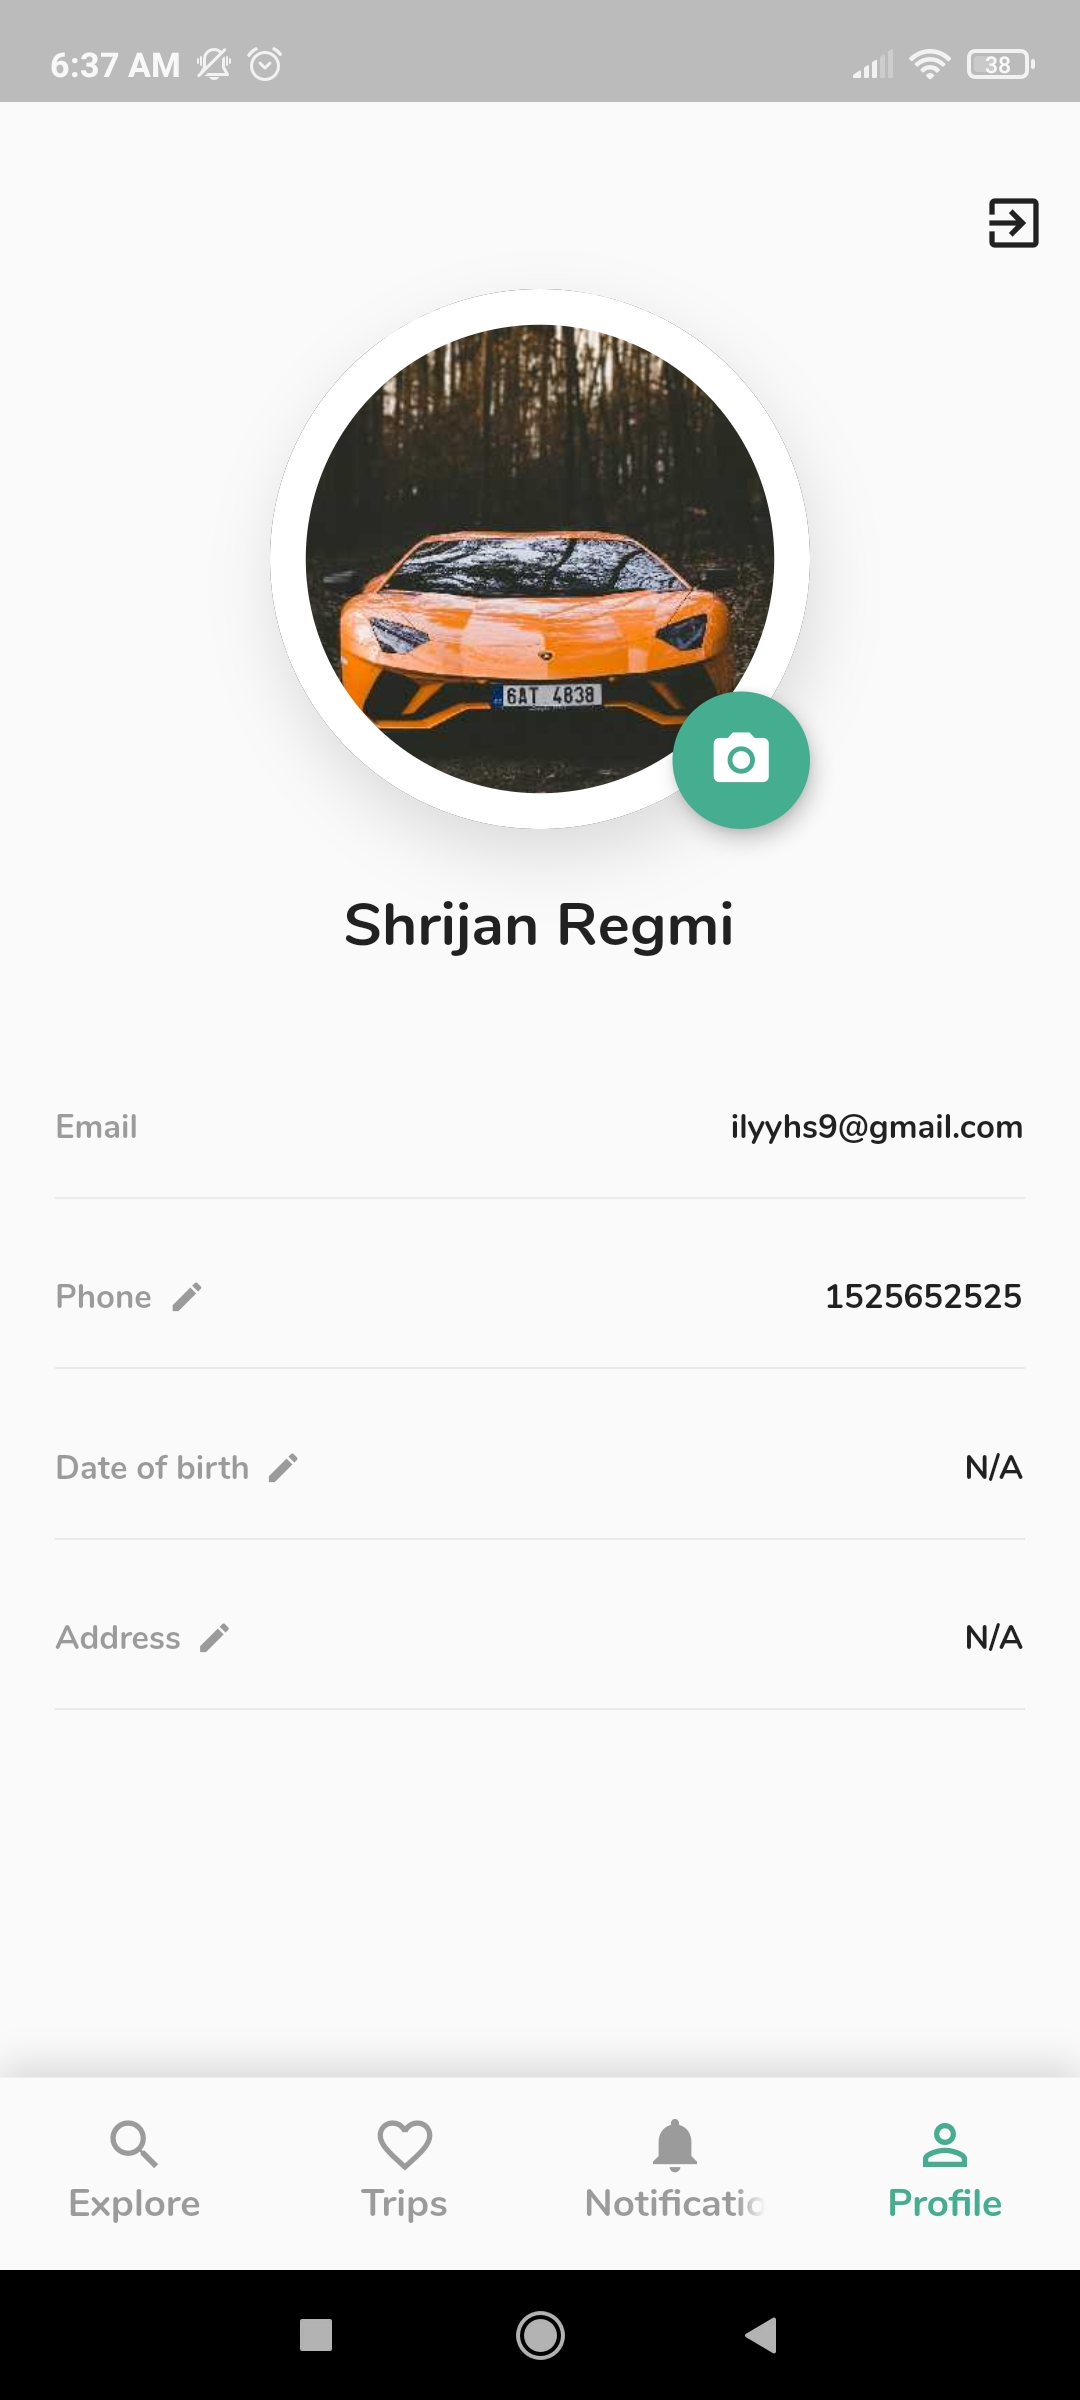 6:37 AM
38
6AT 4838
Shrijan Regmi
Email
ilyyhs9@gmail.com
Phone
1525652525
Date of birth
N/A
Address
N/A
Explore
Trips
Notificatio
Profile